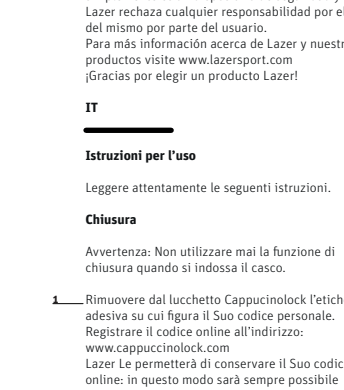 Lazer rechaza cualquier responsabilidad por el
del mismo por parte del usuario.
Para más información acerca de Lazer y nuestr
productos visite www.lazersport.com
¡Gracias por elegir un producto Lazer!
IT
Istruzioni per l'uso
Leggere attentamente le seguenti istruzioni.
Chiusura
Avvertenza: Non utilizzare mai la funzione di
chiusura quando si indossa il casco.
1 Rimuovere dal lucchetto Cappucinolock l'etich
adesiva su cui figura il Suo codice personale.
Registrare il codice online all'indirizzo:
www.cappuccinolock.com
Lazer Le permetterà di conservare il Suo codic
online: in questo modo sarà sempre possibile